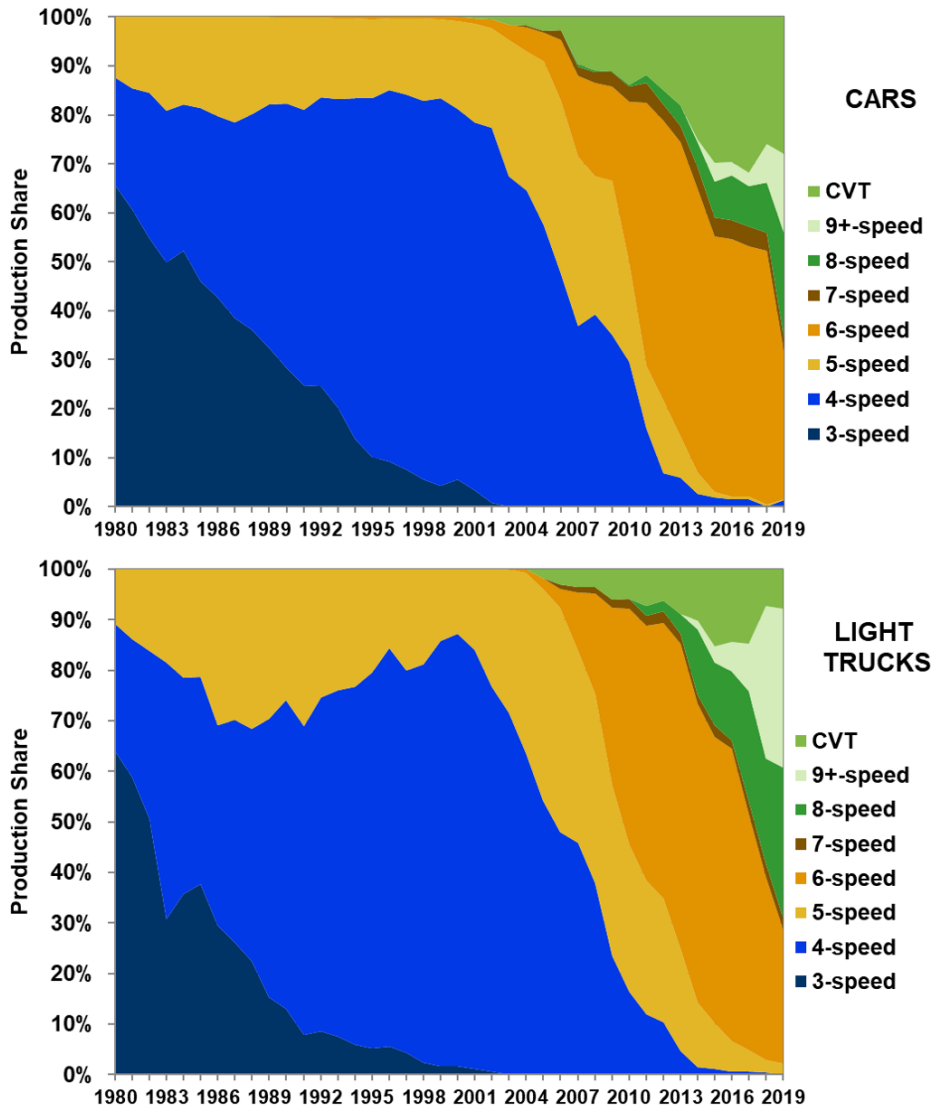 100%
90%
80%
70%
60%
50%
40%
30%
20%
10%
0%
Production Share
1980 1983 1986 1989 1992 1995 1998 2001 2004 2007 2010 2013 2016 2019
CARS
CVT
9+-speed
8-speed
7-speed
6-speed
5-speed
4-speed
3-speed
100%
90%
80%
70%
60%
50%
40%
30%
20%
10%
0%
Production Share
1980 1983 1986 1989 1992 1995 1998 2001 2004 2007 2010 2013 2016 2019
LIGHT
TRUCKS
CVT
9+-speed
8-speed
7-speed
6-speed
5-speed
4-speed
3-speed